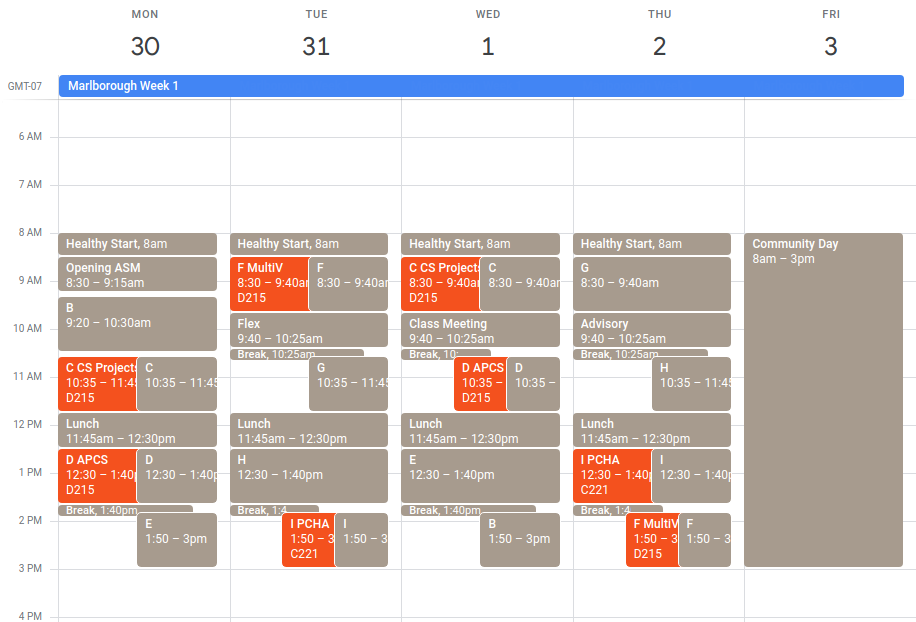 MON
TUE
WED
THU
FRI
30
31
1
2
3
GMT-07
Marlborough Week 1
6 AM
7 AM
8 AM
9 AM
10 AM
11 AM
12 PM
1 PM
2 PM
3 PM
4 PM
Healthy Start, 8am
Opening ASM
8:30 – 9:15am
B
9:20 – 10:30am
C CS Projects
10:35 – 11:45
D215
C
10:35 – 11:45
Lunch
11:45am – 12:30pm
D APCS
12:30 – 1:40p
D215
D
12:30 – 1:40p
Break, 1:40pm
E
1:50 – 3pm
Healthy Start, 8am
F MultiV
8:30 – 9:40am
D215
F
8:30 – 9:40am
Flex
9:40 – 10:25am
Break, 10:25am
G
10:35 – 11:45
Lunch
11:45am – 12:30pm
H
12:30 – 1:40pm
Break, 1:4
I PCHA
1:50 – 3
C221
I
1:50 – 3
Healthy Start, 8am
C CS Projects
8:30 – 9:40am
D215
C
8:30 – 9:40am
Class Meeting
9:40 – 10:25am
Break, 10:
D APCS
10:35 –
D215
D
10:35 –
Lunch
11:45am – 12:30pm
E
12:30 – 1:40pm
Break, 1:40pm
B
1:50 – 3pm
Healthy Start, 8am
G
8:30 – 9:40am
Advisory
9:40 – 10:25am
Break, 10:25am
H
10:35 – 11:45
Lunch
11:45am – 12:30pm
I PCHA
12:30 – 1:40p
C221
I
12:30 – 1:40p
Break, 1:4
F MultiV
1:50 – 3
D215
F
1:50 – 3
Community Day
8am – 3pm